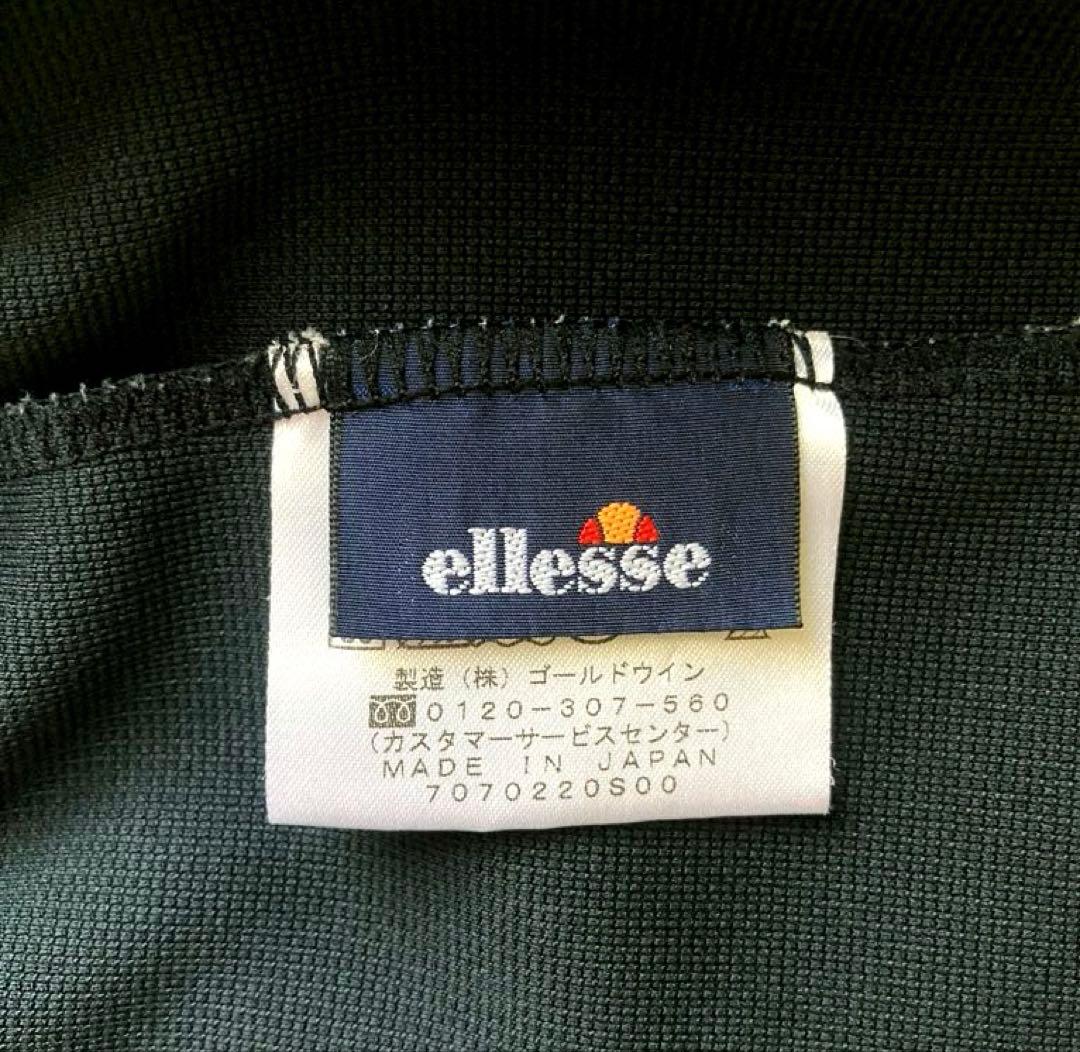 ellesse
製造（株）ゴールドウイン
0120-307-560
（カスタマーサービスセンター）
MADE IN JAPAN
7070220S00